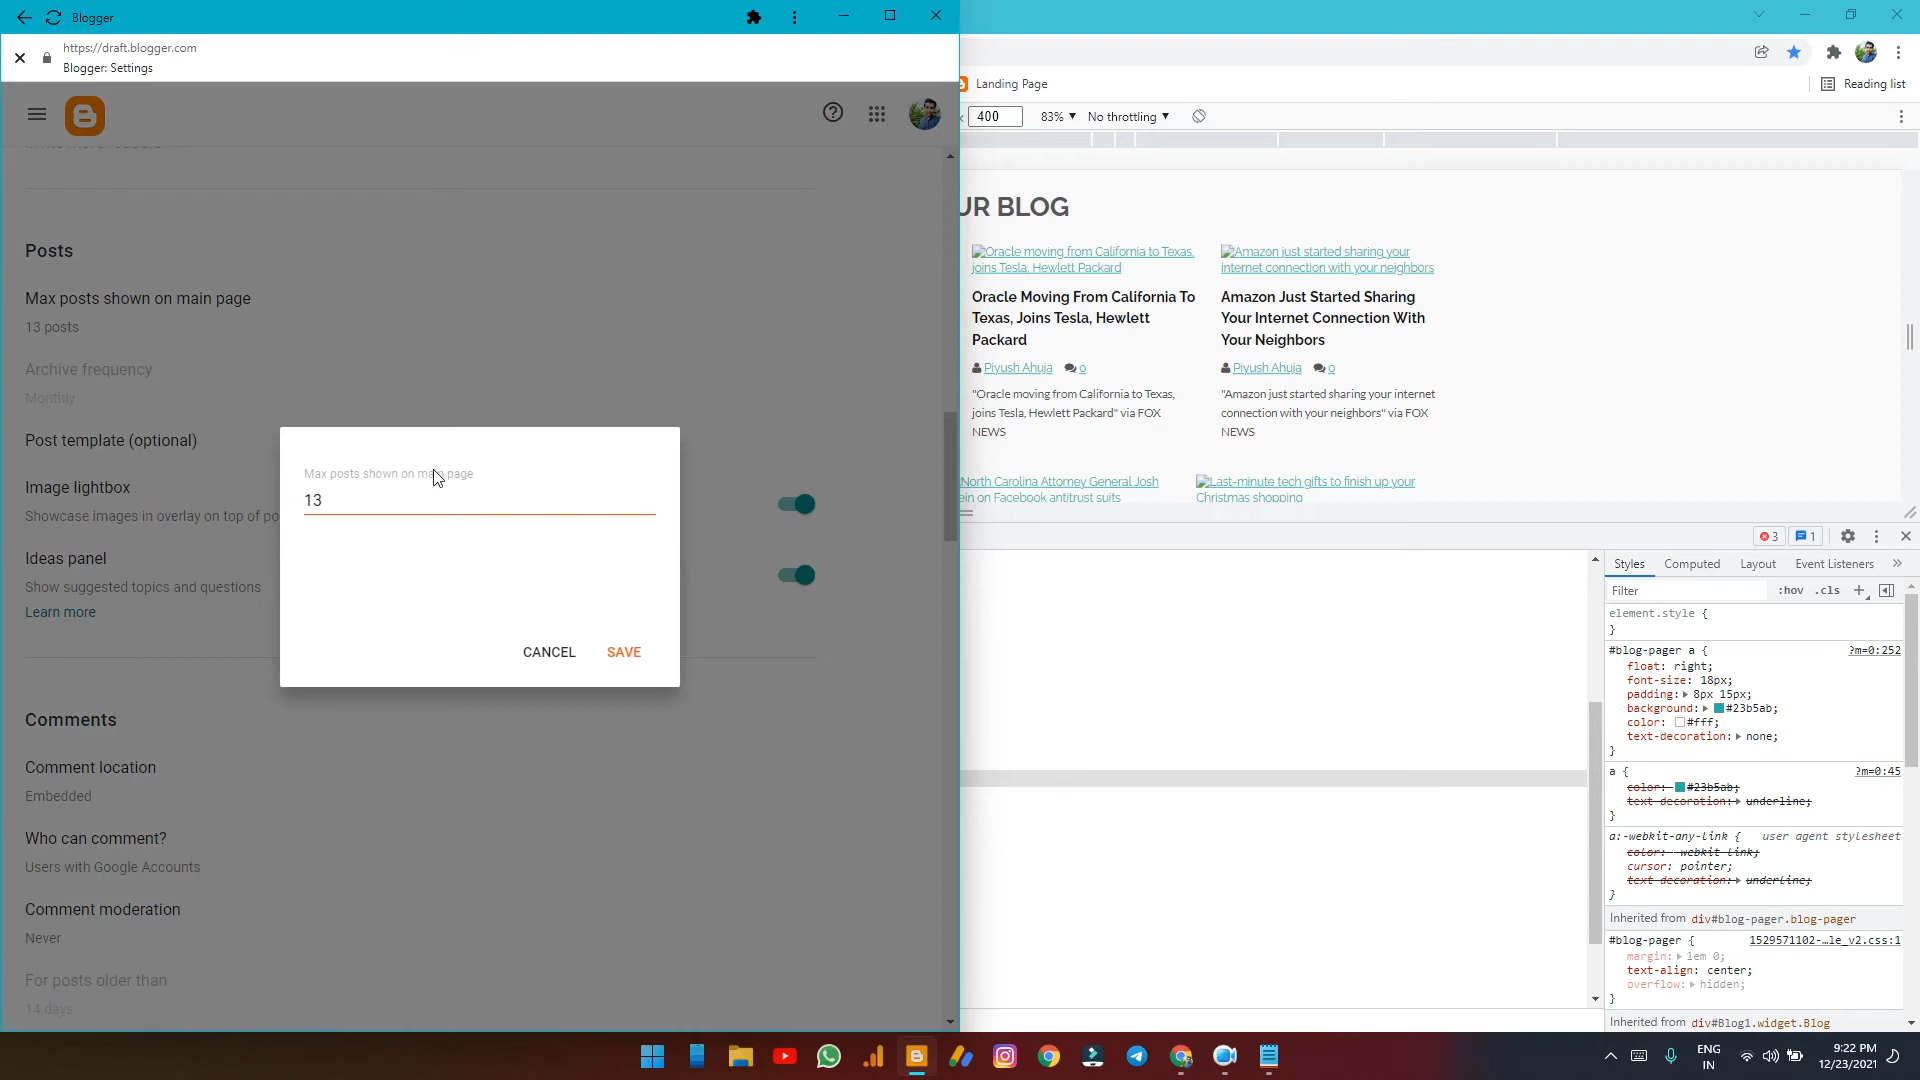 Blogger
https://draft.blogger.com
Blogger: Settings
Posts
Max posts shown on main page
13 posts
Archive frequency
Monthly
Post template (optional)
Image lightbox
Showcase images in overlay on top of po
Ideas panel
Show suggested topics and questions
Learn more
Comments
Comment location
Embedded
Who can comment?
Users with Google Accounts
Comment moderation
Never
For posts older than
14 days
Max posts shown on main page
13
CANCEL
SAVE
Landing Page
Reading list
400
83%
No throttling
UR BLOG
Oracle moving from California to Texas,
joins Tesla, Hewlett Packard
Oracle Moving From California To
Texas, Joins Tesla, Hewlett
Packard
Piyush Ahuja 0
"Oracle moving from California to Texas,
joins Tesla, Hewlett Packard" via FOX
NEWS
Amazon just started sharing your
internet connection with your neighbors
Amazon Just Started Sharing
Your Internet Connection With
Your Neighbors
Piyush Ahuja 0
"Amazon just started sharing your internet
connection with your neighbors" via FOX
NEWS
North Carolina Attorney General Josh
ein on Facebook antitrust suits
Last-minute tech gifts to finish up your
Christmas shopping
3
1
Styles
Computed
Layout
Event Listeners
Filter
:hov
.cls
element.style {
}
#blog-pager a {
?m=0:252
float: right;
font-size: 18px;
padding: 8px 15px;
background: #23b5ab;
color: #fff;
text-decoration: none;
}
a {
?m=0:45
color: #23b5ab;
text-decoration: underline;
}
a:-webkit-any-link {
user agent stylesheet
color: -webkit-link;
cursor: pointer;
text-decoration: underline;
}
Inherited from div#blog-pager.blog-pager
#blog-pager {
1529571102-…le_v2.css:1
margin: 1em 0;
text-align: center;
overflow: hidden;
}
Inherited from div#Blog1.widget.Blog
ENG
IN
9:22 PM
12/23/2021